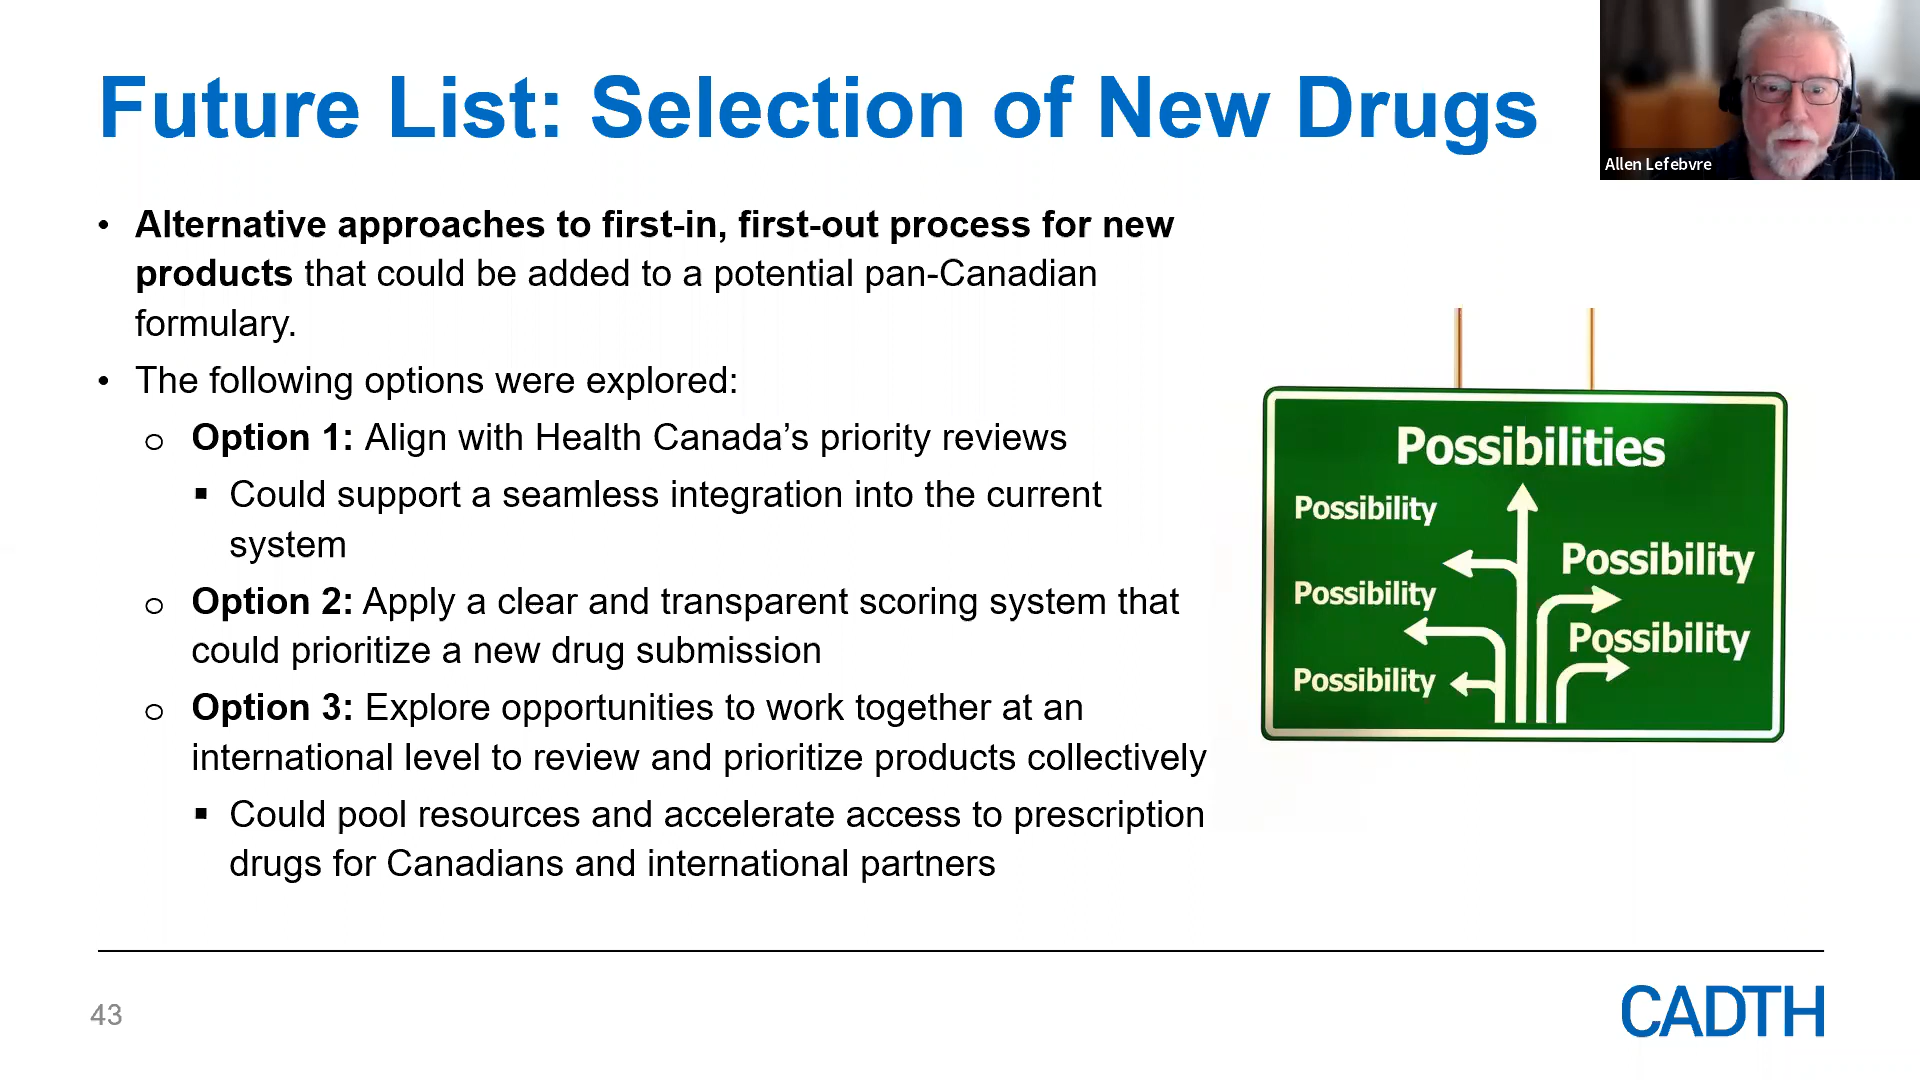 Future List: Selection of New Drugs
Allen Lefebvre
• Alternative approaches to first-in, first-out process for new
products that could be added to a potential pan-Canadian
formulary.
• The following options were explored:
o Option 1: Align with Health Canada’s priority reviews
▪ Could support a seamless integration into the current
system
o Option 2: Apply a clear and transparent scoring system that
could prioritize a new drug submission
o Option 3: Explore opportunities to work together at an
international level to review and prioritize products collectively
▪ Could pool resources and accelerate access to prescription
drugs for Canadians and international partners
Possibilities
Possibility
Possibility
Possibility
Possibility
Possibility
43
CADTH